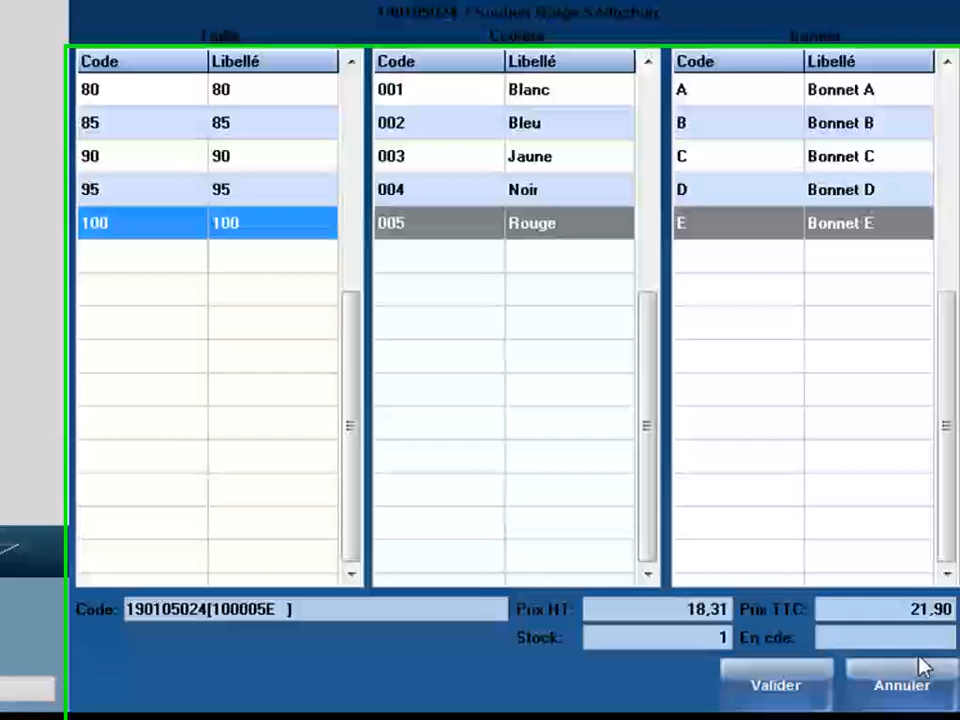 190105024
Code Libellé Code Libellé Code Libellé
80 80 001 Blanc A Bonnet A
85 85 002 Bleu B Bonnet B
90 90 003 Jaune C Bonnet C
95 95 004 Noir D Bonnet D
100 100 005 Rouge E Bonnet E
Code: 190105024[100005E ] Prix HT: 18,31 Prix TTC: 21,90
Stock: 1 En cde:
Valider Annuler